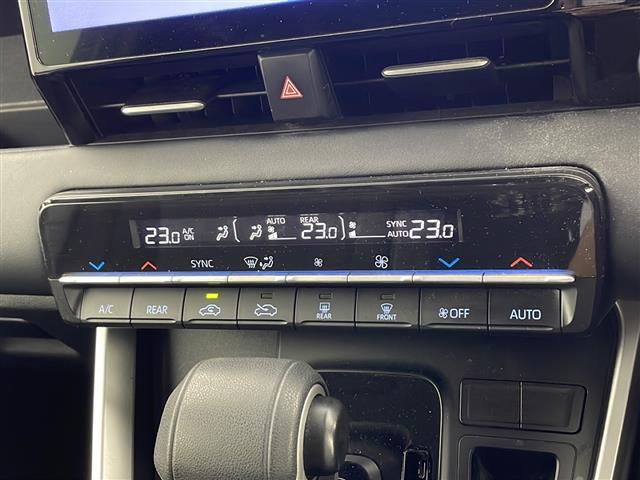 AUTO REAR SYNC
23.0 A/C ON 23.0 AUTO 23.0
SYNC
A/C REAR REAR FRONT OFF AUTO